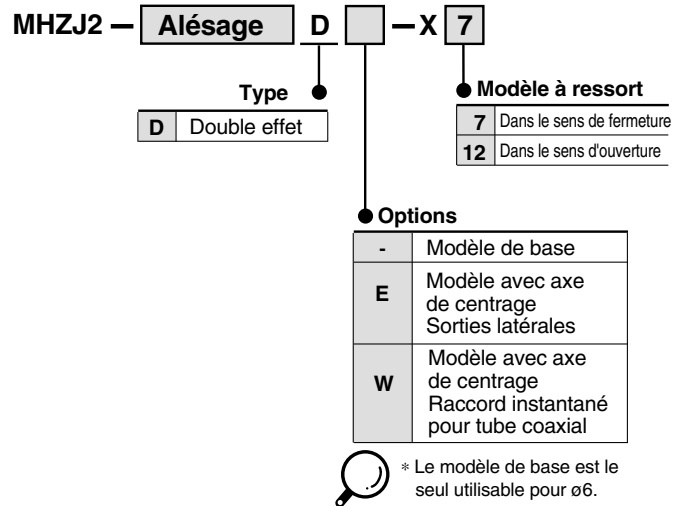 MHZJ2 — Alésage D — X 7
Type
D Double effet
Modèle à ressort
7 Dans le sens de fermeture
12 Dans le sens d'ouverture
Options
- Modèle de base
E Modèle avec axe
de centrage
Sorties latérales
W Modèle avec axe
de centrage
Raccord instantané
pour tube coaxial
* Le modèle de base est le
seul utilisable pour ø6.